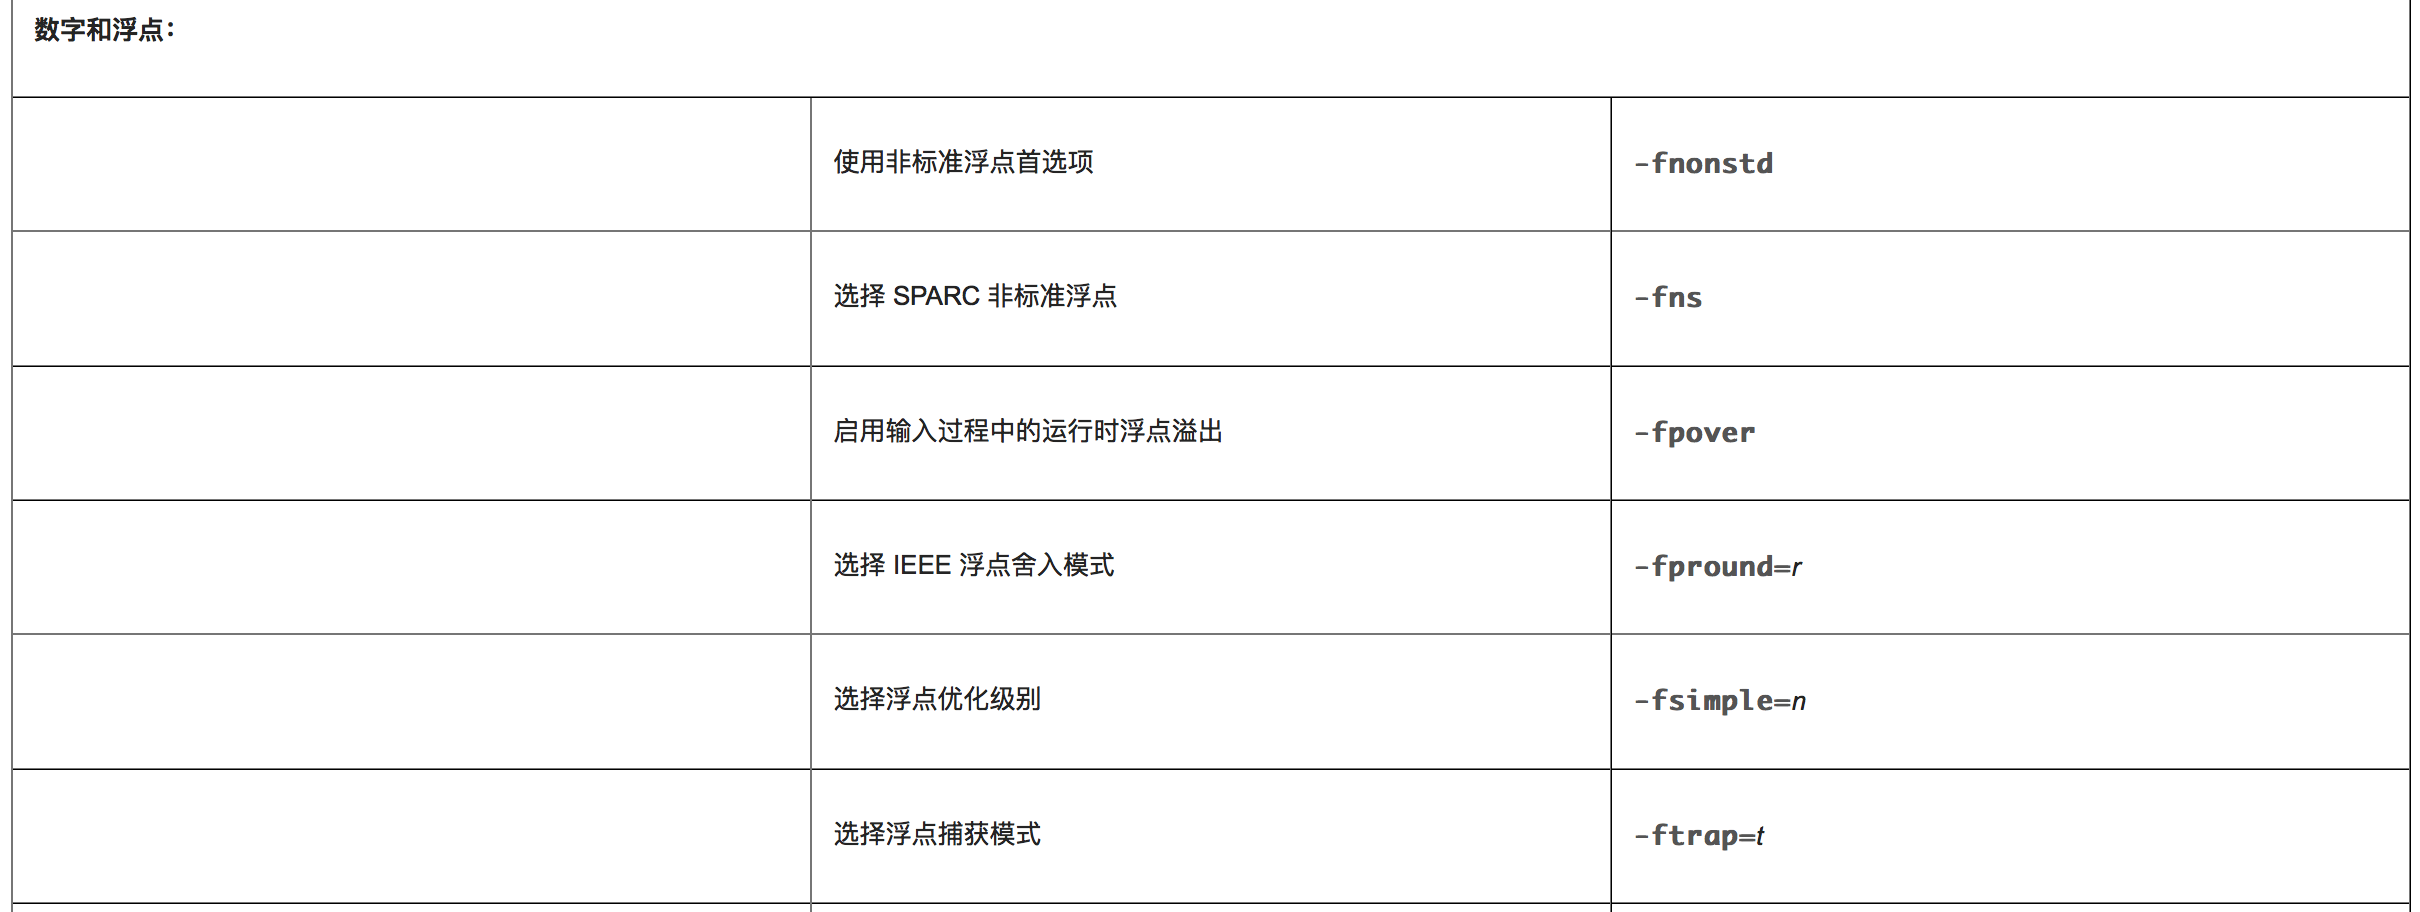 数字和浮点：
使用非标准浮点首选项 -fnonstd
选择 SPARC 非标准浮点 -fns
启用输入过程中的运行时浮点溢出 -fpover
选择 IEEE 浮点舍入模式 -fpround=r
选择浮点优化级别 -fsimple=n
选择浮点捕获模式 -ftrap=t